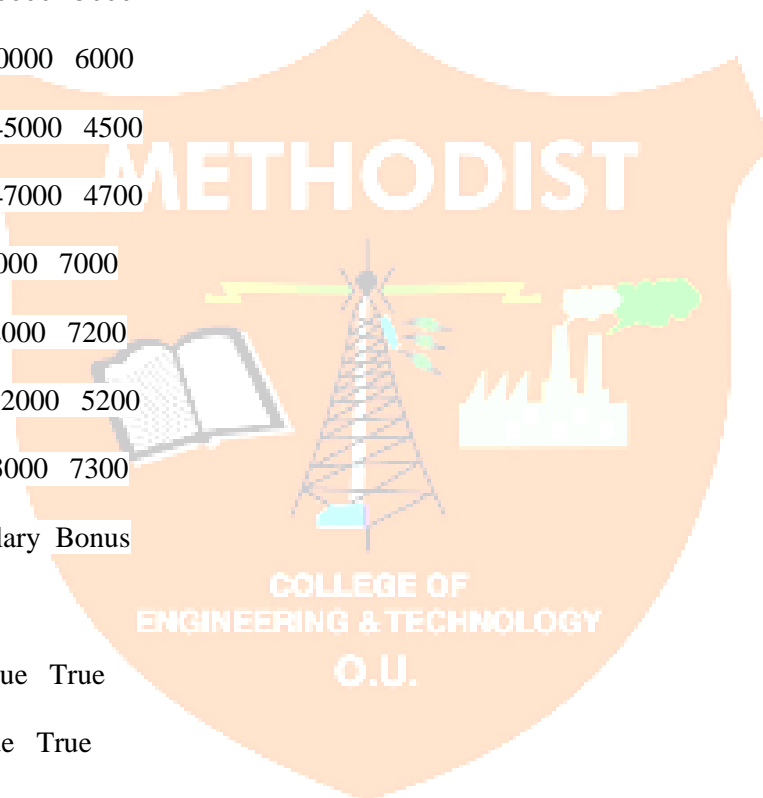 0000 6000
45000 4500
METHODIST
47000 4700
000 7000
000 7200
2000 5200
3000 7300
lary Bonus
COLLEGE OF
ENGINEERING & TECHNOLOGY
O.U.
ue True
e True